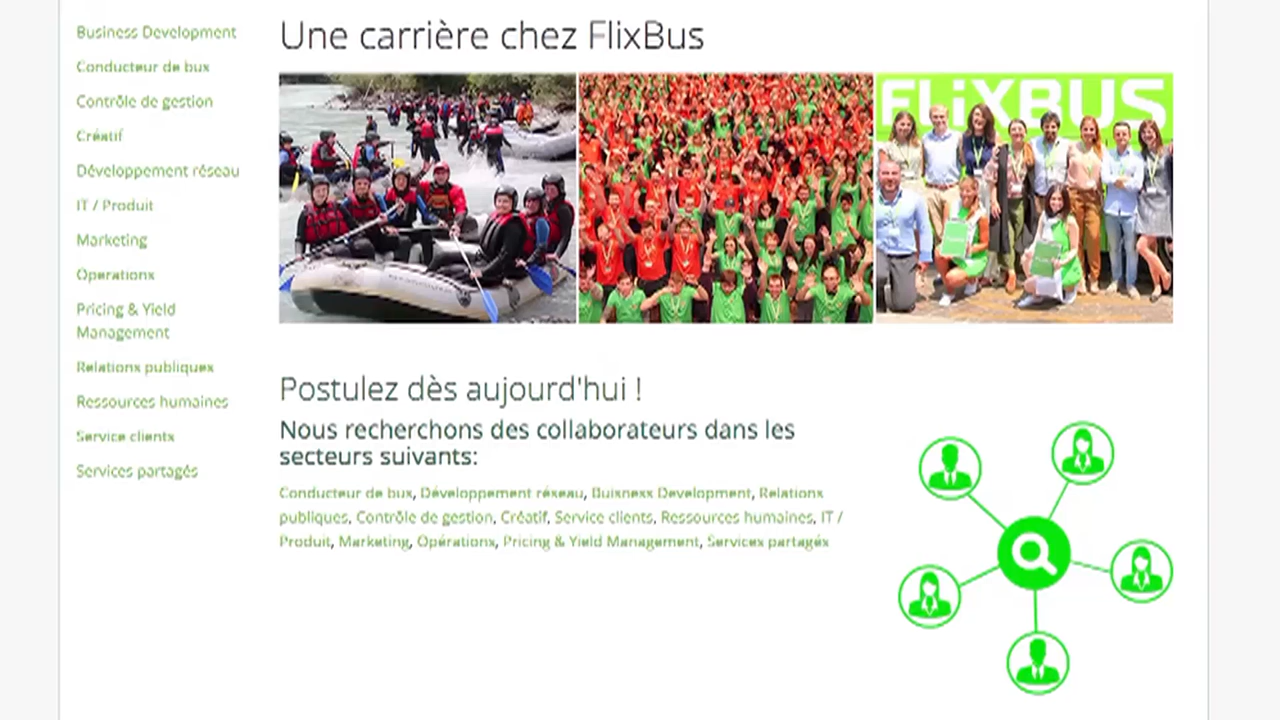 Business Development
Conducteur de bus
Contrôle de gestion
Créatif
Développement réseau
IT / Produit
Marketing
Operations
Pricing & Yield
Management
Relations publiques
Ressources humaines
Service clients
Services partagés
Une carrière chez FlixBus
FLiXBUS
Postulez dès aujourd'hui !
Nous recherchons des collaborateurs dans les
secteurs suivants:
Conducteur de bus, Développement réseau, Buisness Development, Relations
publiques, Contrôle de gestion, Créatif, Service clients, Ressources humaines, IT /
Produit, Marketing, Opérations, Pricing & Yield Management, Services partagés